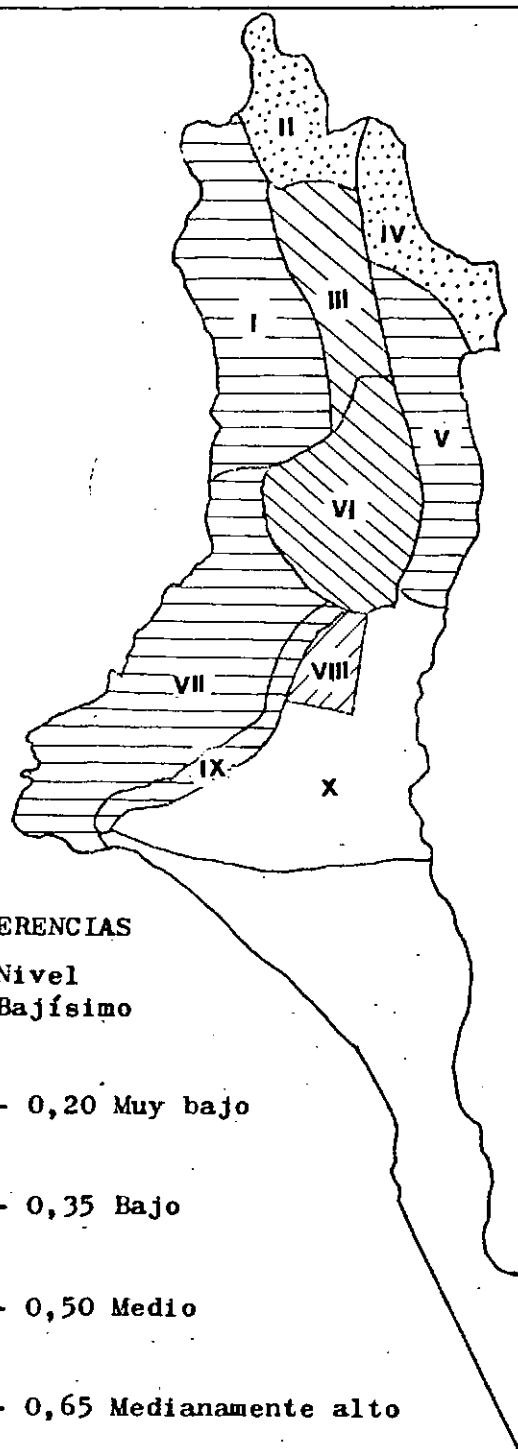 II
IV
III
I
V
VI
VIII
VII
IX
X
ERENCIAS
Nivel
Bajísimo
- 0,20 Muy bajo
- 0,35 Bajo
- 0,50 Medio
- 0,65 Medianamente alto